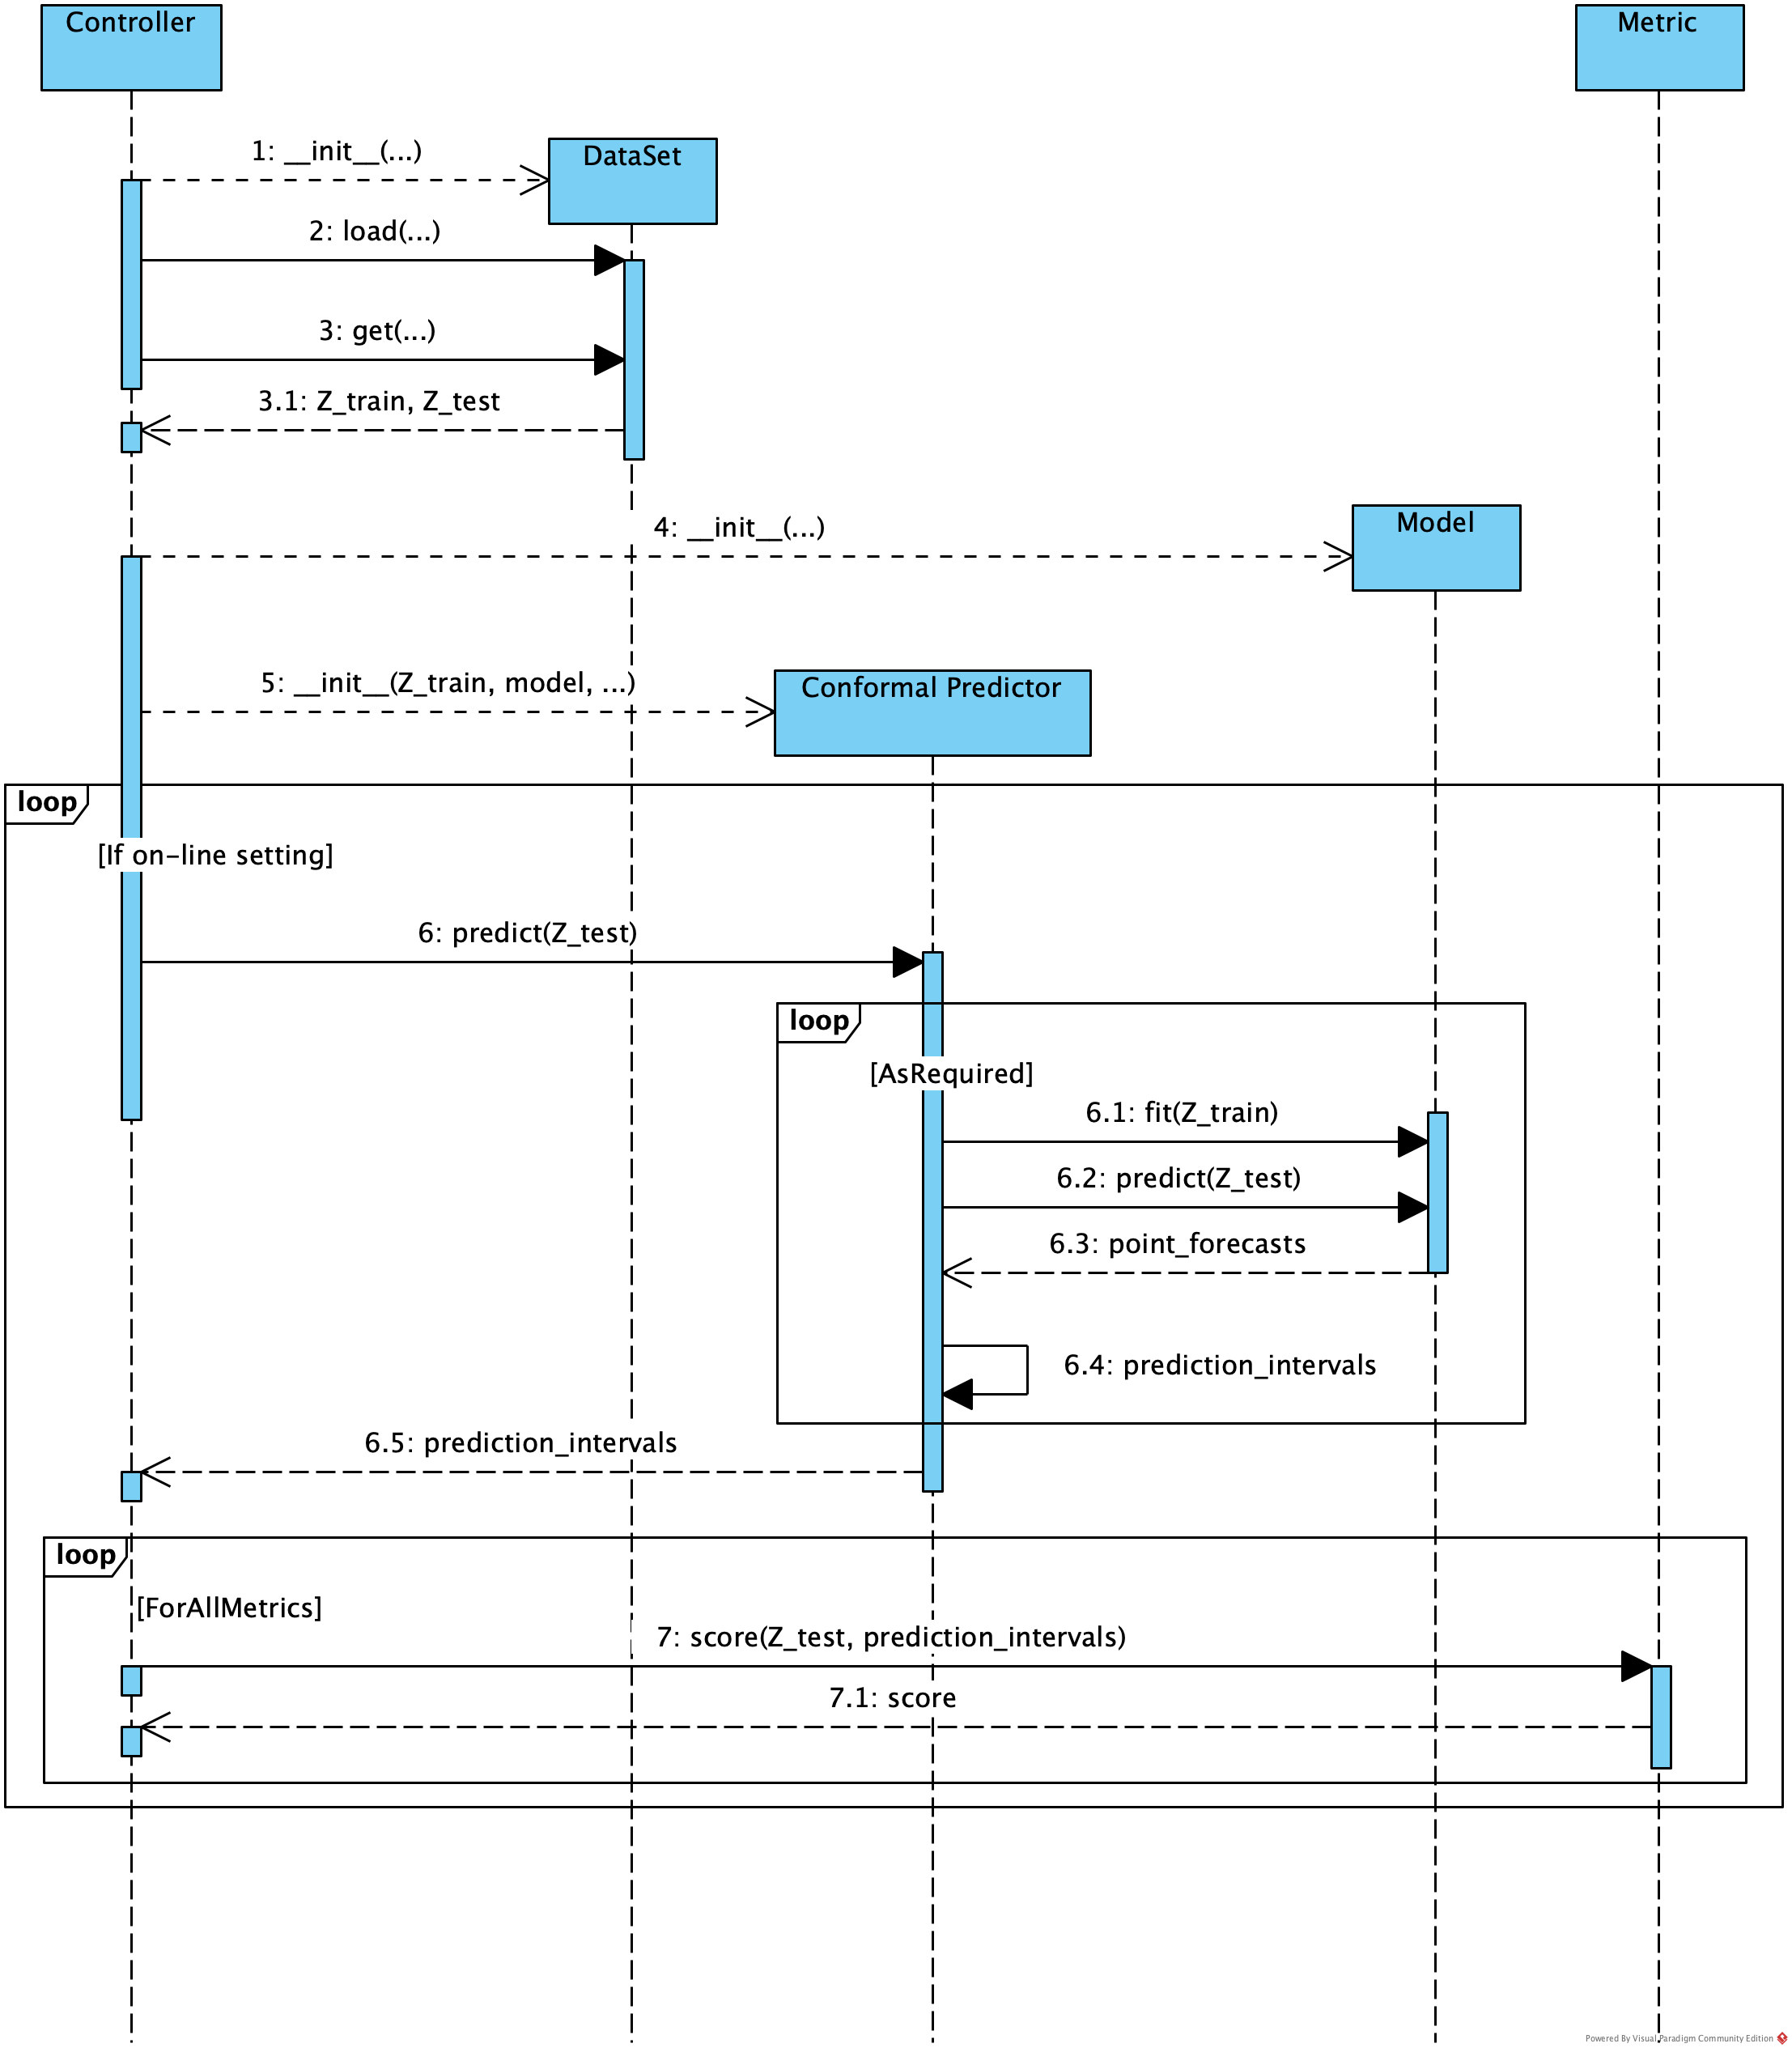 Controller
Metric
1: __init__(...)
DataSet
2: load(...)
3: get(...)
3.1: Z_train, Z_test
4: __init__(...)
Model
5: __init__(Z_train, model, ...)
Conformal Predictor
loop
[If on-line setting]
6: predict(Z_test)
loop
[AsRequired]
6.1: fit(Z_train)
6.2: predict(Z_test)
6.3: point_forecasts
6.4: prediction_intervals
6.5: prediction_intervals
loop
[ForAllMetrics]
7: score(Z_test, prediction_intervals)
7.1: score
Powered By Visual Paradigm Community Edition